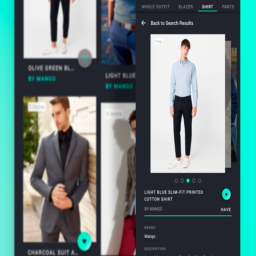 OLIVE GREEN BL...
BY MANGO
LIGHT BLUE
BY MANGO
CHARCOAL SUIT A...
WHOLE OUTFIT BLAZER SHIRT PANTS
Back to Search Results
LIGHT BLUE SLIM-FIT PRINTED
COTTON SHIRT
BY MANGO
SAVE
BRAND
Mango
DESCRIPTION